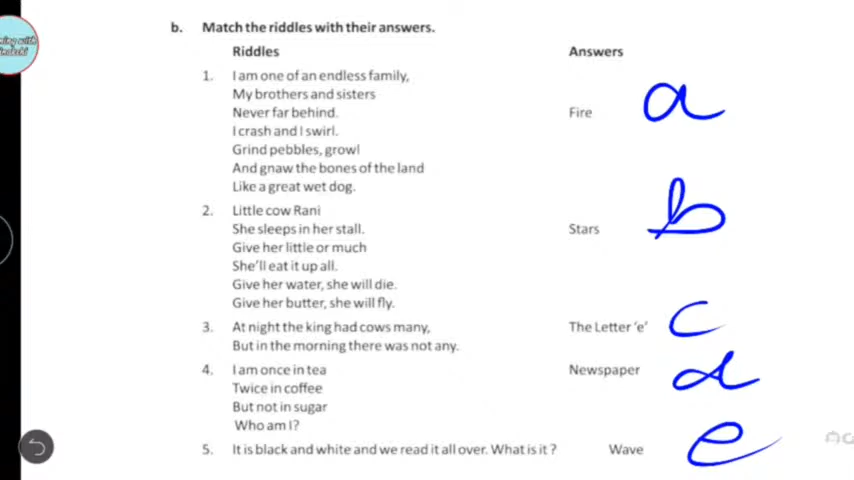 b. Match the riddles with their answers.
Riddles Answers
1. I am one of an endless family,
My brothers and sisters
Never far behind. Fire a
I crash and I swirl.
Grind pebbles, growl
And gnaw the bones of the land
Like a great wet dog.
2. Little cow Rani
She sleeps in her stall. Stars b
Give her little or much
She'll eat it up all.
Give her water, she will die.
Give her butter, she will fly.
3. At night the king had cows many, The Letter 'e' c
But in the morning there was not any.
4. I am once in tea Newspaper d
Twice in coffee
But not in sugar
Who am I?
5. It is black and white and we read it all over. What is it? Wave e